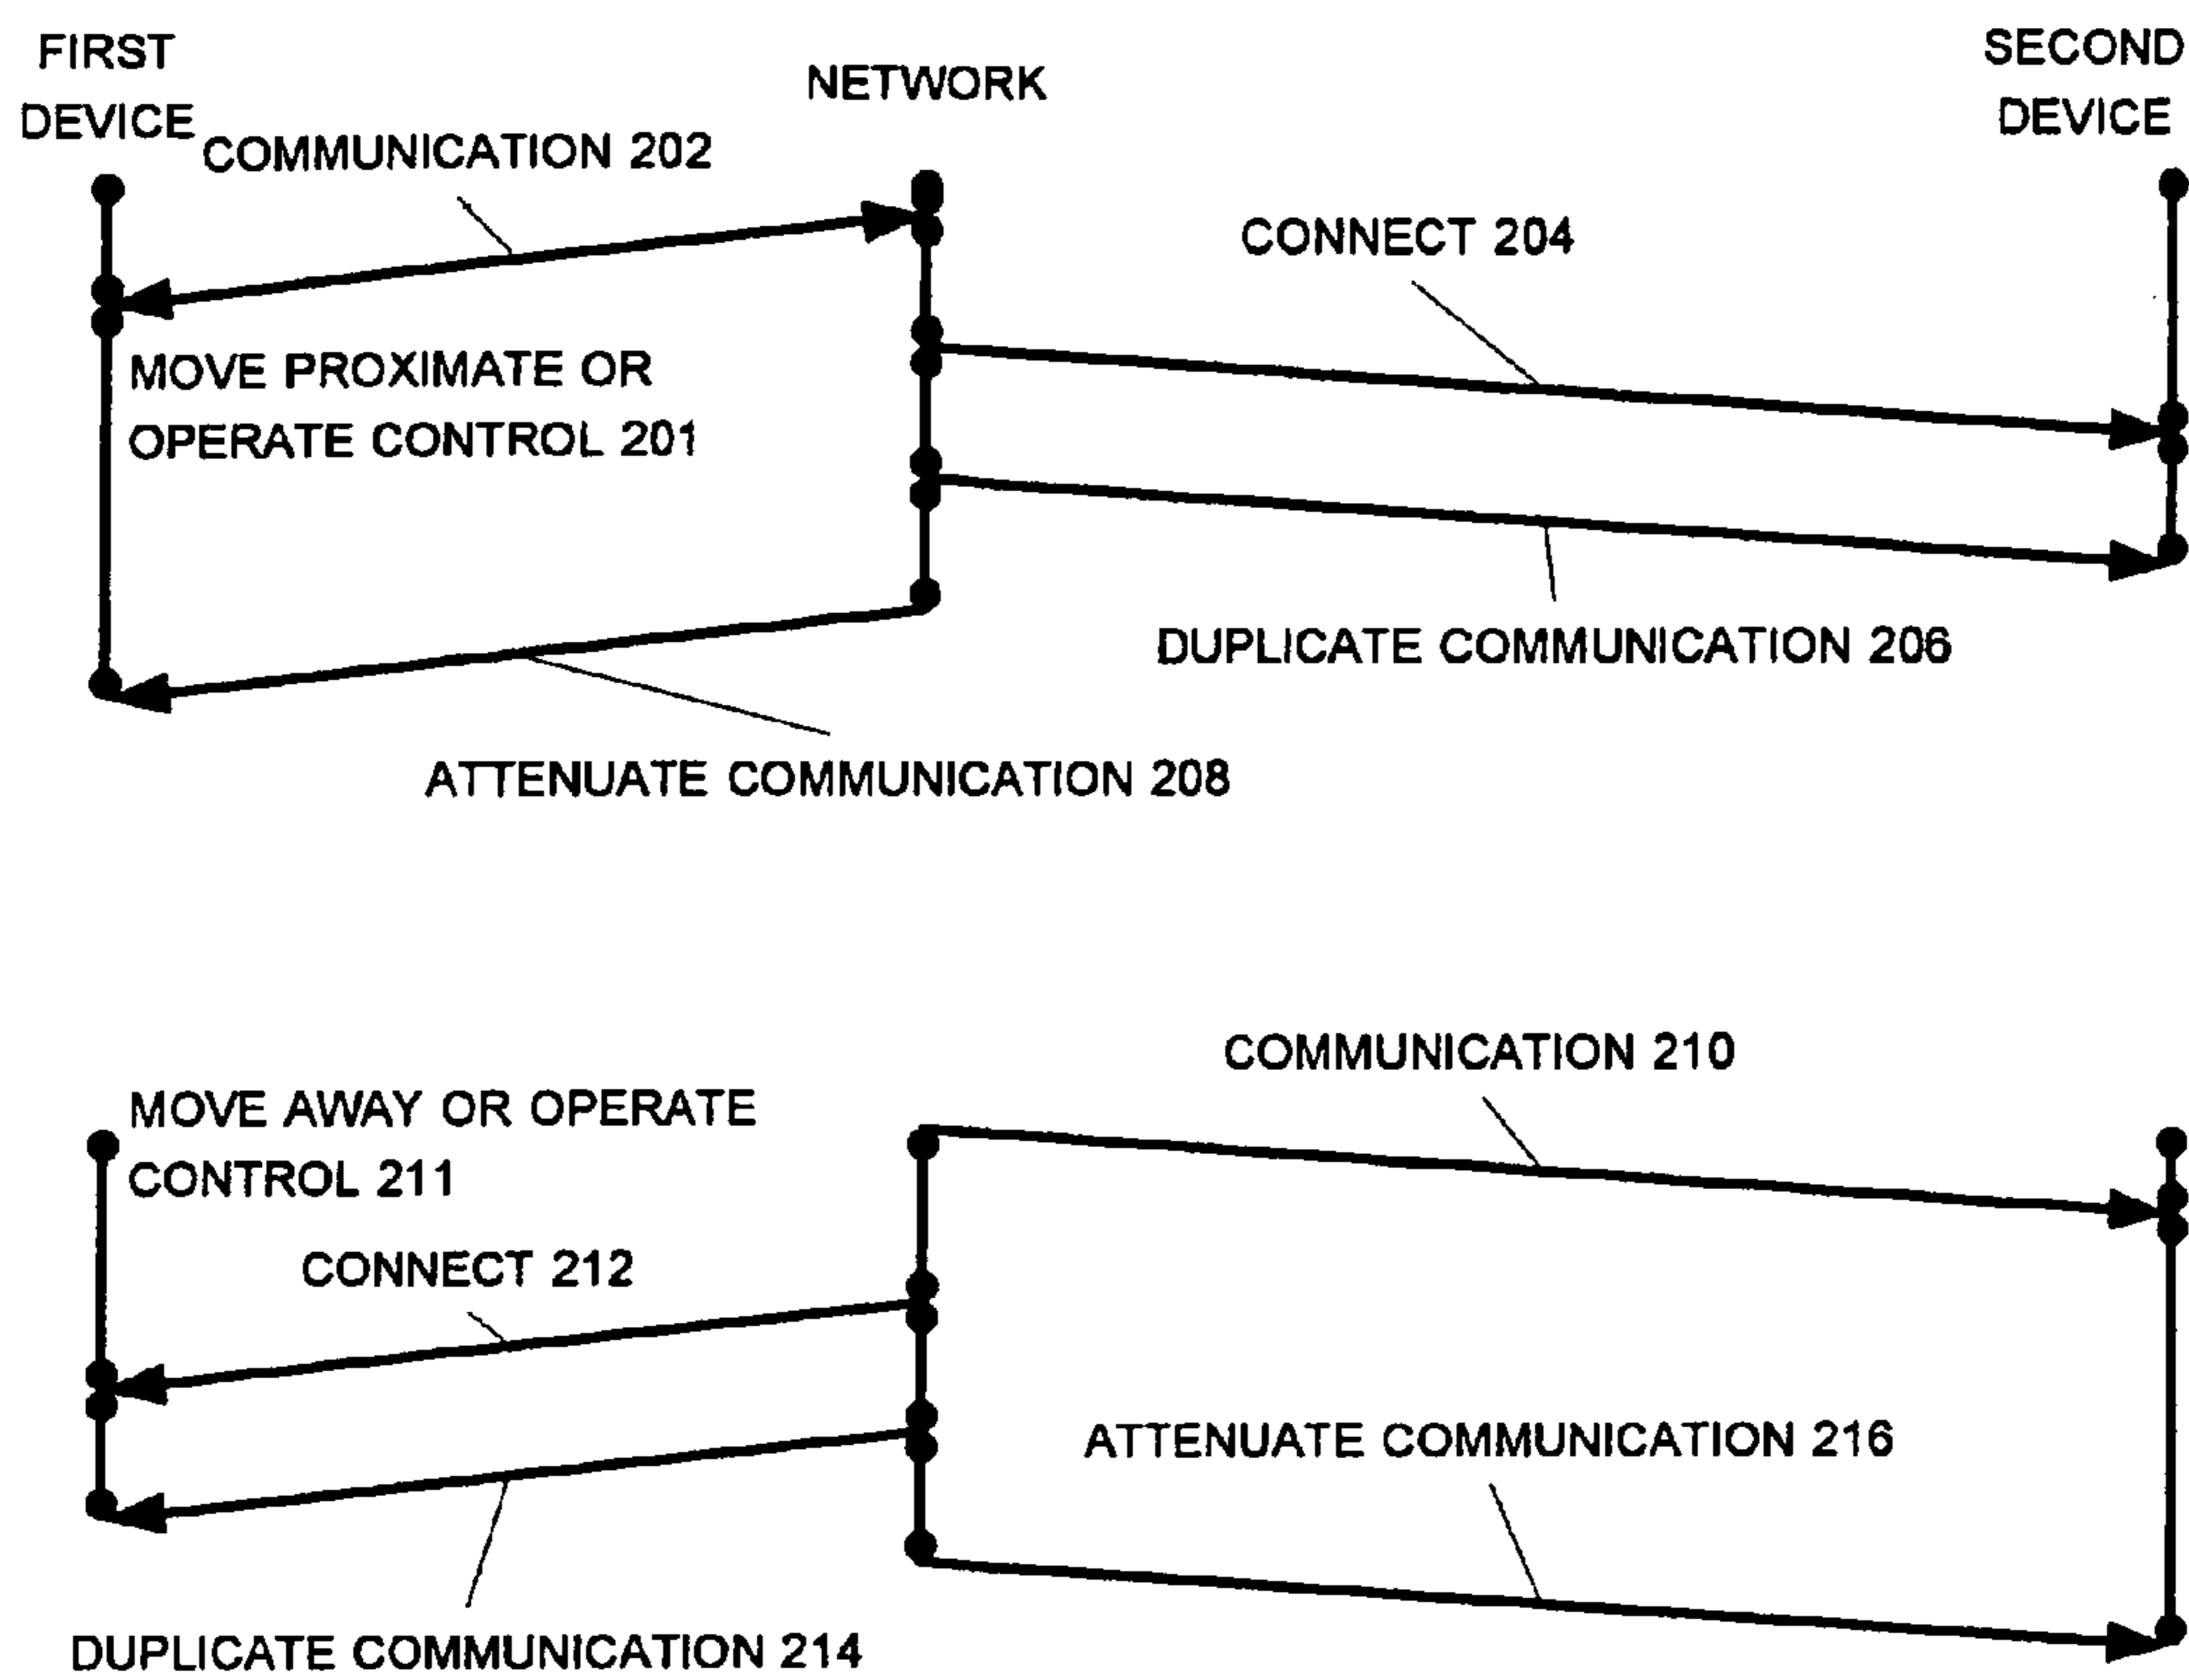 FIRST
DEVICE
NETWORK
SECOND
DEVICE
COMMUNICATION 202
CONNECT 204
MOVE PROXIMATE OR
OPERATE CONTROL 201
DUPLICATE COMMUNICATION 206
ATTENUATE COMMUNICATION 208
COMMUNICATION 210
MOVE AWAY OR OPERATE
CONTROL 211
CONNECT 212
ATTENUATE COMMUNICATION 216
DUPLICATE COMMUNICATION 214